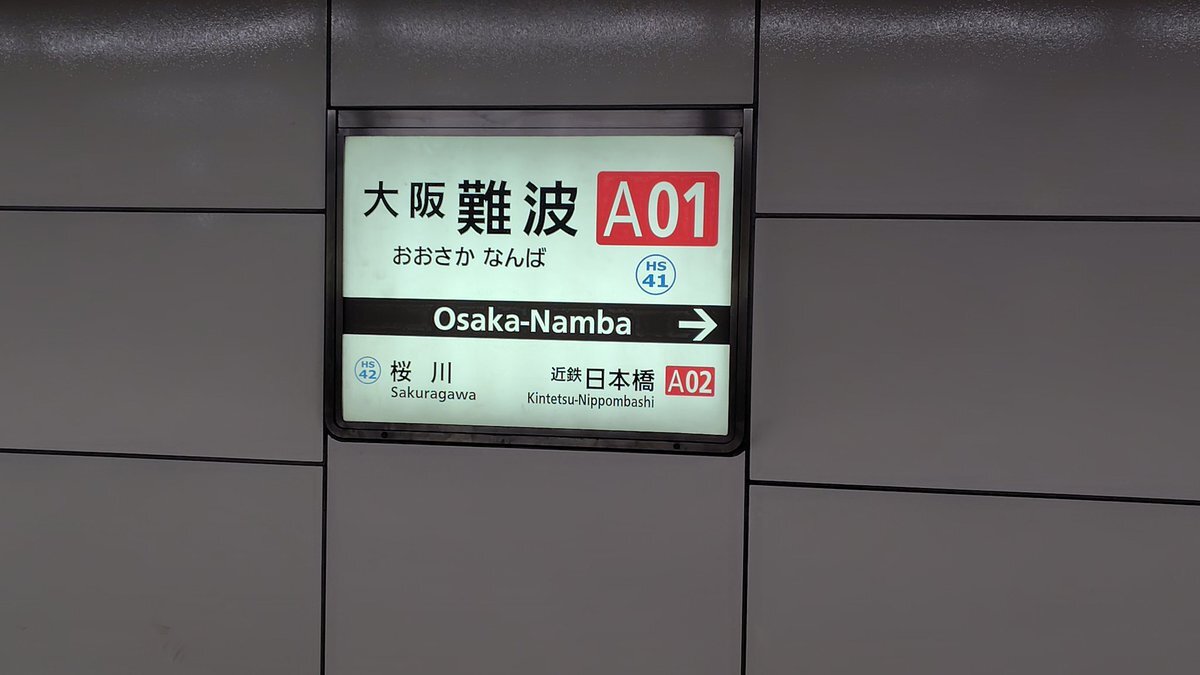 大阪難波 A01
おおさか なんば
HS
41
Osaka-Namba →
HS
42
桜川
Sakuragawa
近鉄日本橋 A02
Kintetsu-Nippombashi